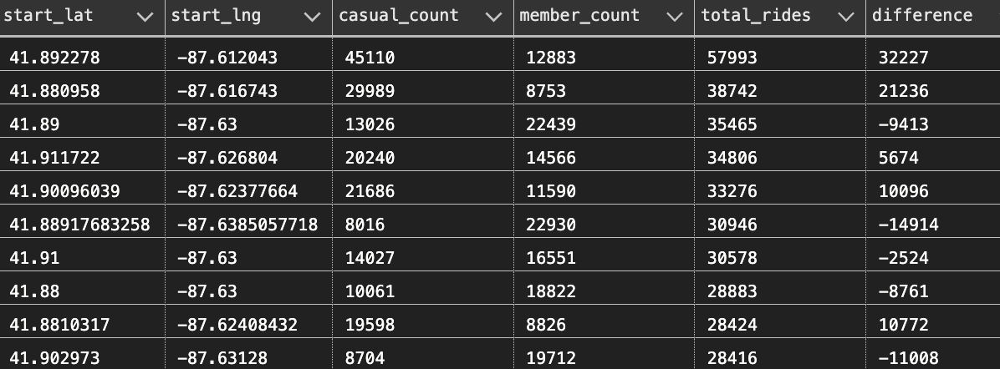 start_lat start_lng casual_count member_count total_rides difference
41.892278 -87.612043 45110 12883 57993 32227
41.880958 -87.616743 29989 8753 38742 21236
41.89 -87.63 13026 22439 35465 -9413
41.911722 -87.626804 20240 14566 34806 5674
41.90096039 -87.62377664 21686 11590 33276 10096
41.88917683258 -87.6385057718 8016 22930 30946 -14914
41.91 -87.63 14027 16551 30578 -2524
41.88 -87.63 10061 18822 28883 -8761
41.8810317 -87.62408432 19598 8826 28424 10772
41.902973 -87.63128 8704 19712 28416 -11008